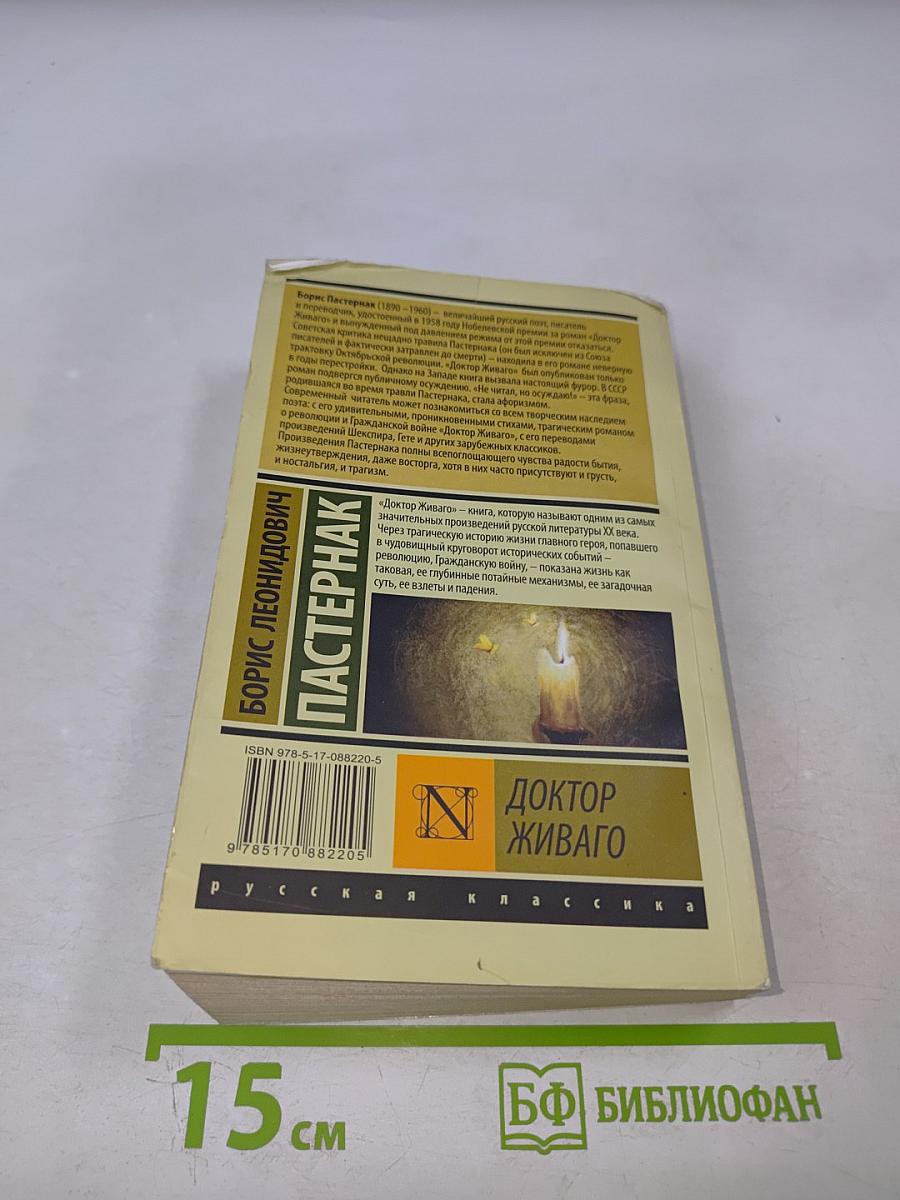 Борис Пастернак (1890 – 1960) – величайший русский поэт, писатель
и переводчик, удостоенный в 1958 году Нобелевской премии за роман «Доктор
Живаго» и вынужденный под давлением режима от этой премии отказаться.
Советская критика нещадно травила Пастернака (он был исключен из Союза
писателей и фактически затравлен до смерти) – находила в его романе неверную
трактовку Октябрьской революции. «Доктор Живаго» был опубликован только
в годы перестройки. Однако на Западе книга вызвала настоящий фурор. В СССР
роман подвергся публичному осуждению. «Не читал, но осуждаю!» – эта фраза,
родившаяся во время травли Пастернака, стала афоризмом.
Современный читатель может познакомиться со всем творческим наследием
поэта: с его удивительными, проникновенными стихами, трагическим романом
о революции и Гражданской войне «Доктор Живаго», с его переводами
произведений Шекспира, Гете и других зарубежных классиков.
Произведения Пастернака полны всепоглощающего чувства радости бытия,
жизнеутверждения, даже восторга, хотя в них часто присутствуют и грусть,
и ностальгия, и трагизм.
БОРИС ЛЕОНИДОВИЧ
ПАСТЕРНАК
«Доктор Живаго» – книга, которую называют одним из самых
значительных произведений русской литературы XX века.
Через трагическую историю жизни главного героя, попавшего
в чудовищный круговорот исторических событий –
революцию, Гражданскую войну, – показана жизнь как
таковая, ее глубинные потайные механизмы, ее загадочная
суть, ее взлеты и падения.
ISBN 978-5-17-088220-5
9 785170 882205
N
ДОКТОР
ЖИВАГО
русская классика
15 см
БФ БИБЛИОФАН